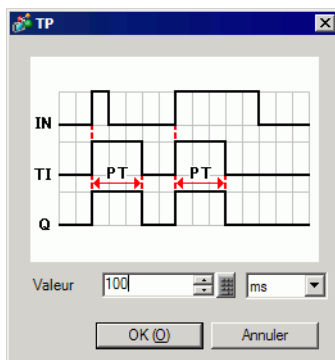 TP
IN
TI
PT
PT
Q
Valeur 100 ms
OK (O) Annuler